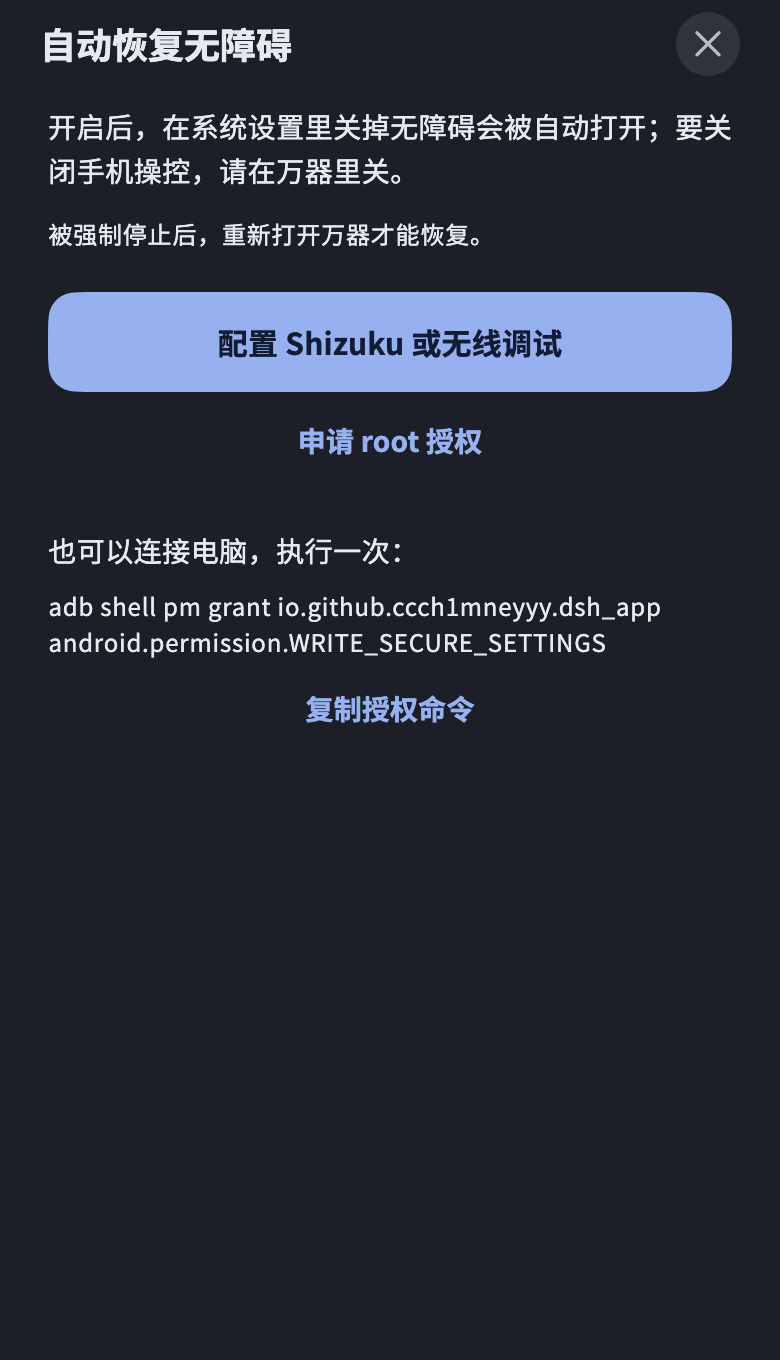 自动恢复无障碍
开启后，在系统设置里关掉无障碍会被自动打开；要关
闭手机操控，请在万器里关。
被强制停止后，重新打开万器才能恢复。
配置 Shizuku 或无线调试
申请 root 授权
也可以连接电脑，执行一次：
adb shell pm grant io.github.ccch1mneyyy.dsh_app
android.permission.WRITE_SECURE_SETTINGS
复制授权命令